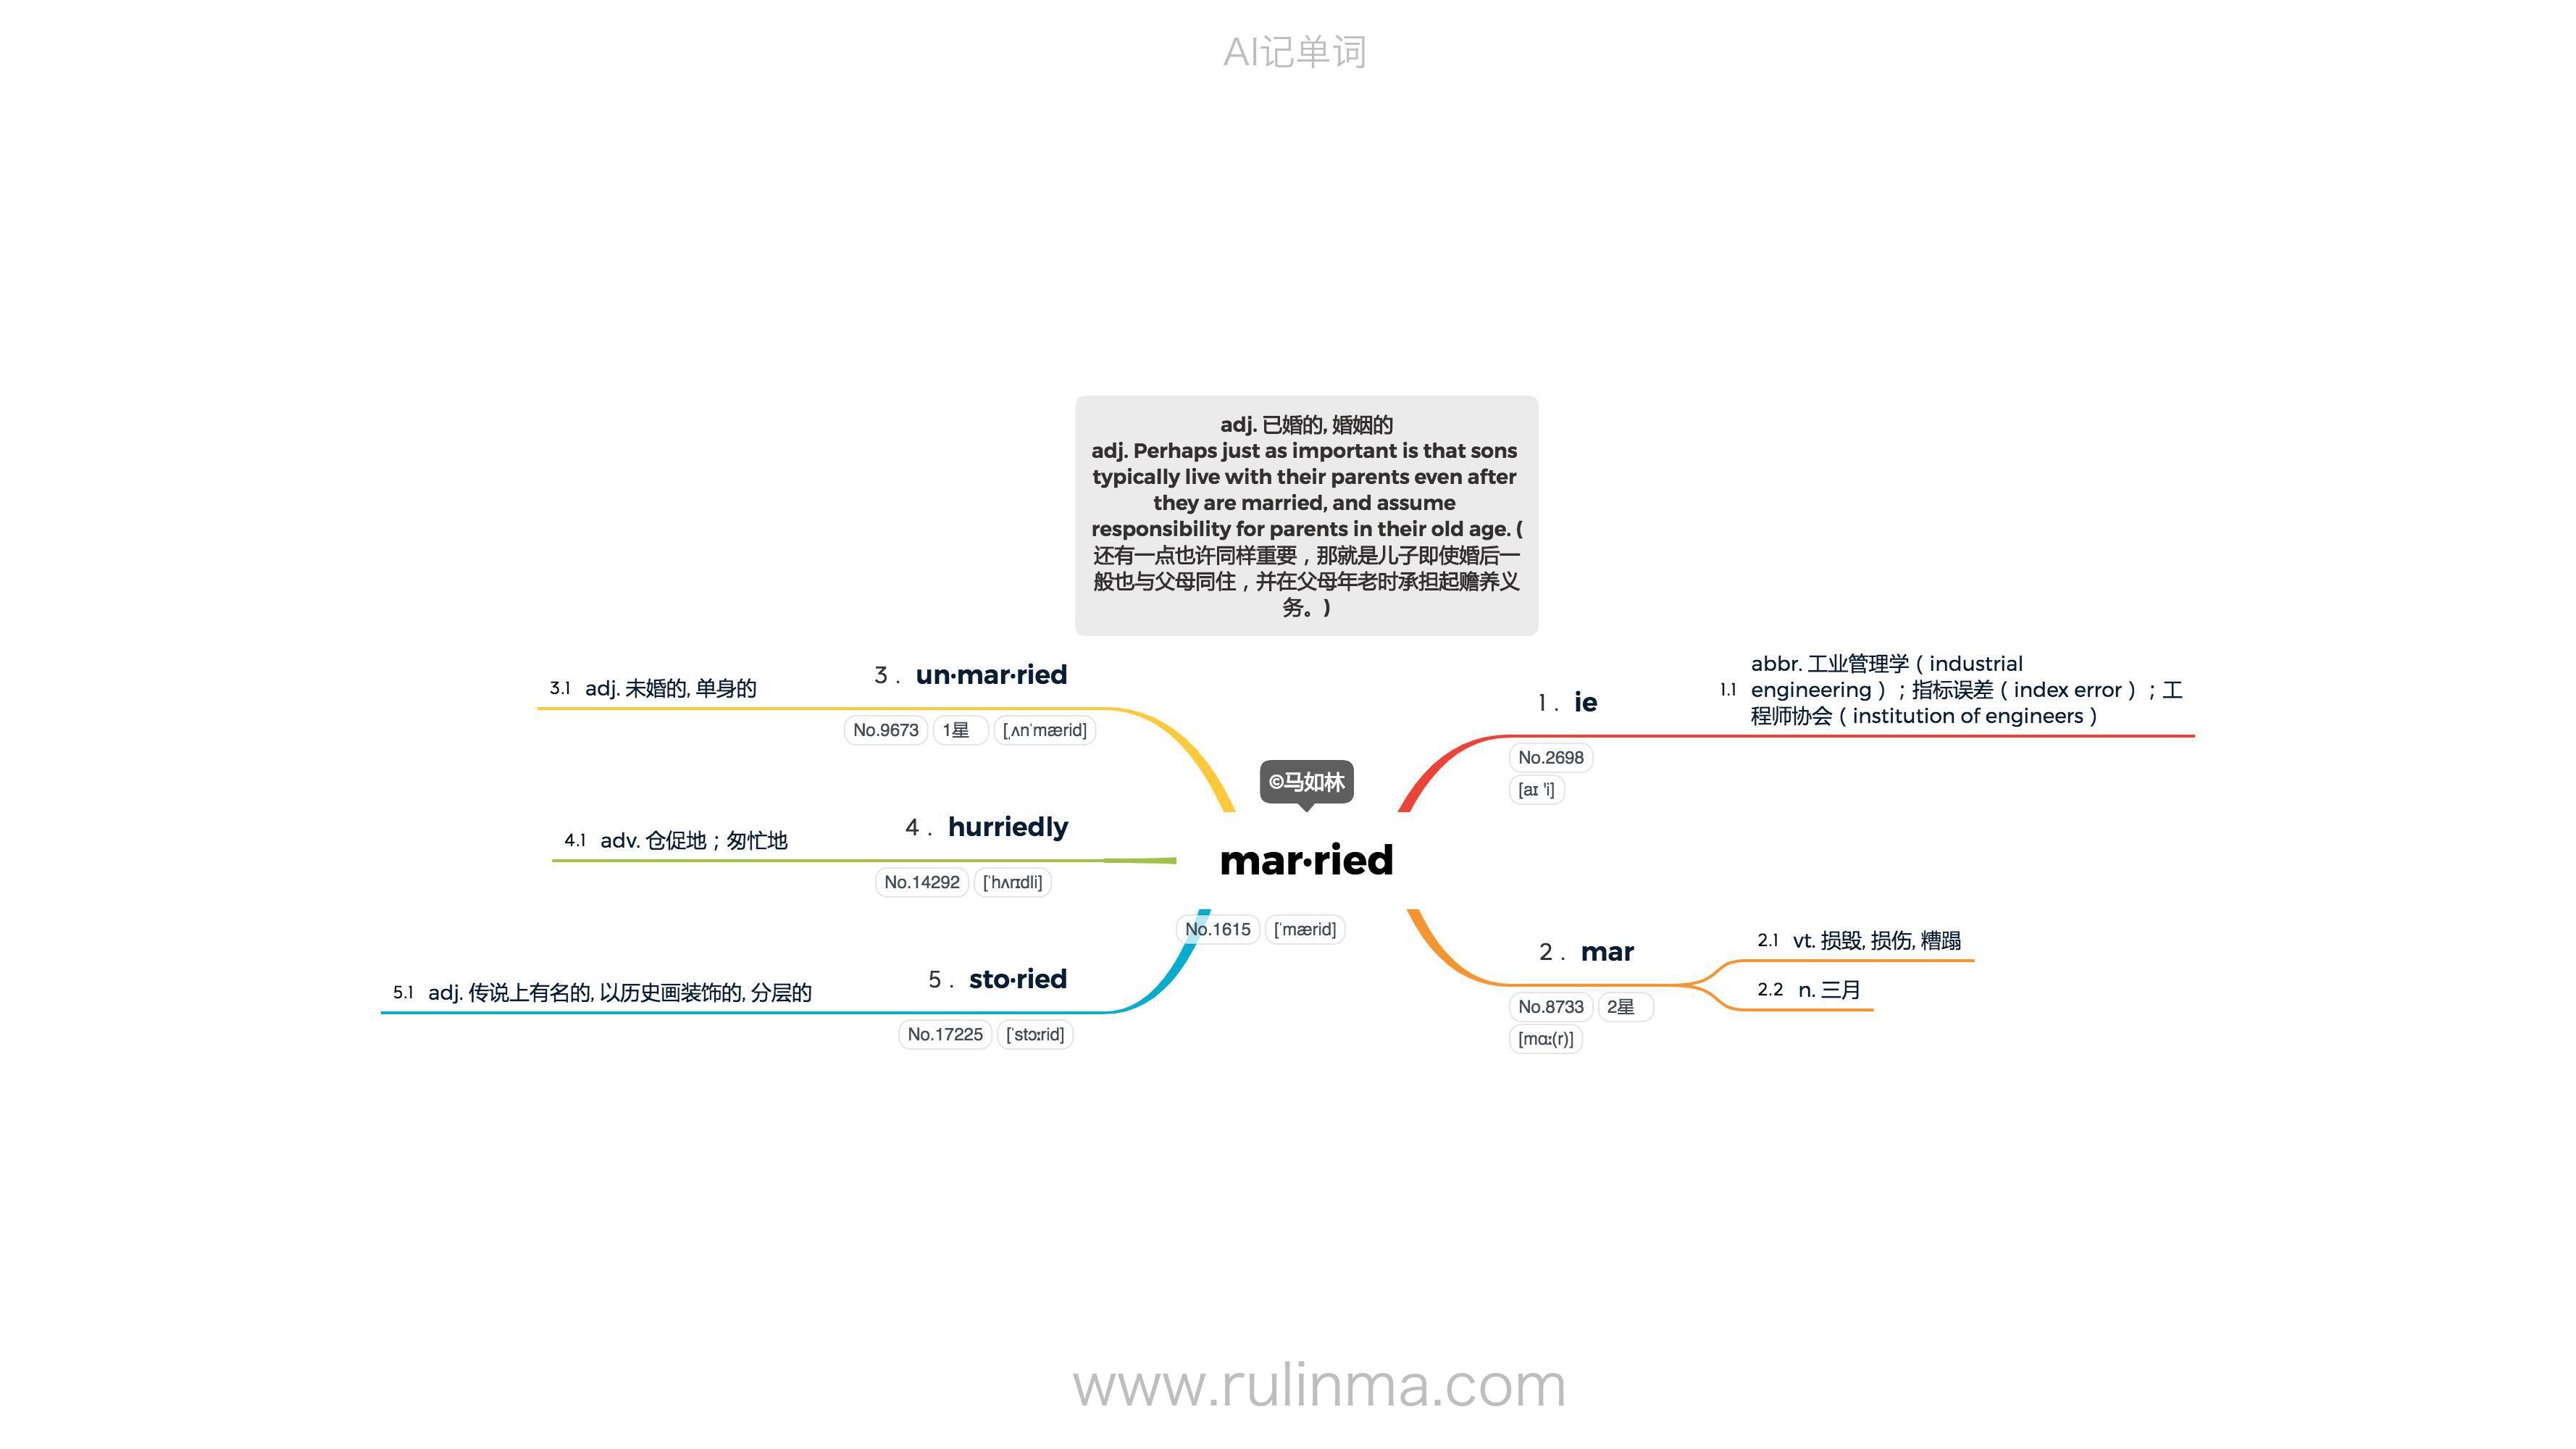 AI记单词
adj. 已婚的, 婚姻的
adj. Perhaps just as important is that sons
typically live with their parents even after
they are married, and assume
responsibility for parents in their old age. (
还有一点也许同样重要，那就是儿子即使婚后一
般也与父母同住，并在父母年老时承担起赡养义
务。)
©马如林
mar·ried
No.1615 [ˈmærid]
1 . ie
No.2698
[aɪ 'i]
1.1 abbr. 工业管理学（industrial
engineering）；指标误差（index error）；工
程师协会（institution of engineers）
2 . mar
No.8733 2星
[mɑː(r)]
2.1 vt. 损毁, 损伤, 糟蹋
2.2 n. 三月
3 . un·mar·ried
No.9673 1星 [ˌʌnˈmærid]
3.1 adj. 未婚的, 单身的
4 . hurriedly
No.14292 [ˈhʌrɪdli]
4.1 adv. 仓促地；匆忙地
5 . sto·ried
No.17225 [ˈstɔːrid]
5.1 adj. 传说上有名的, 以历史画装饰的, 分层的
www.rulinma.com